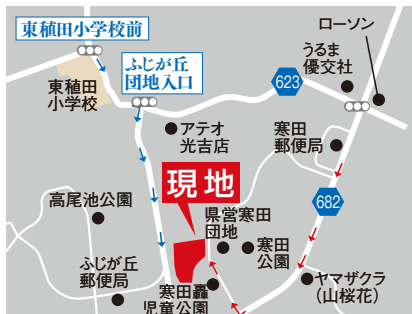 東稙田小学校前
ローソン
ふじが丘
団地入口
うるま
優交社
623
東稙田
小学校
アテオ
光吉店
寒田
郵便局
現地
682
高尾池公園
県営寒田
団地
寒田
公園
ふじが丘
郵便局
ヤマザクラ
(山桜花)
寒田轟
児童公園